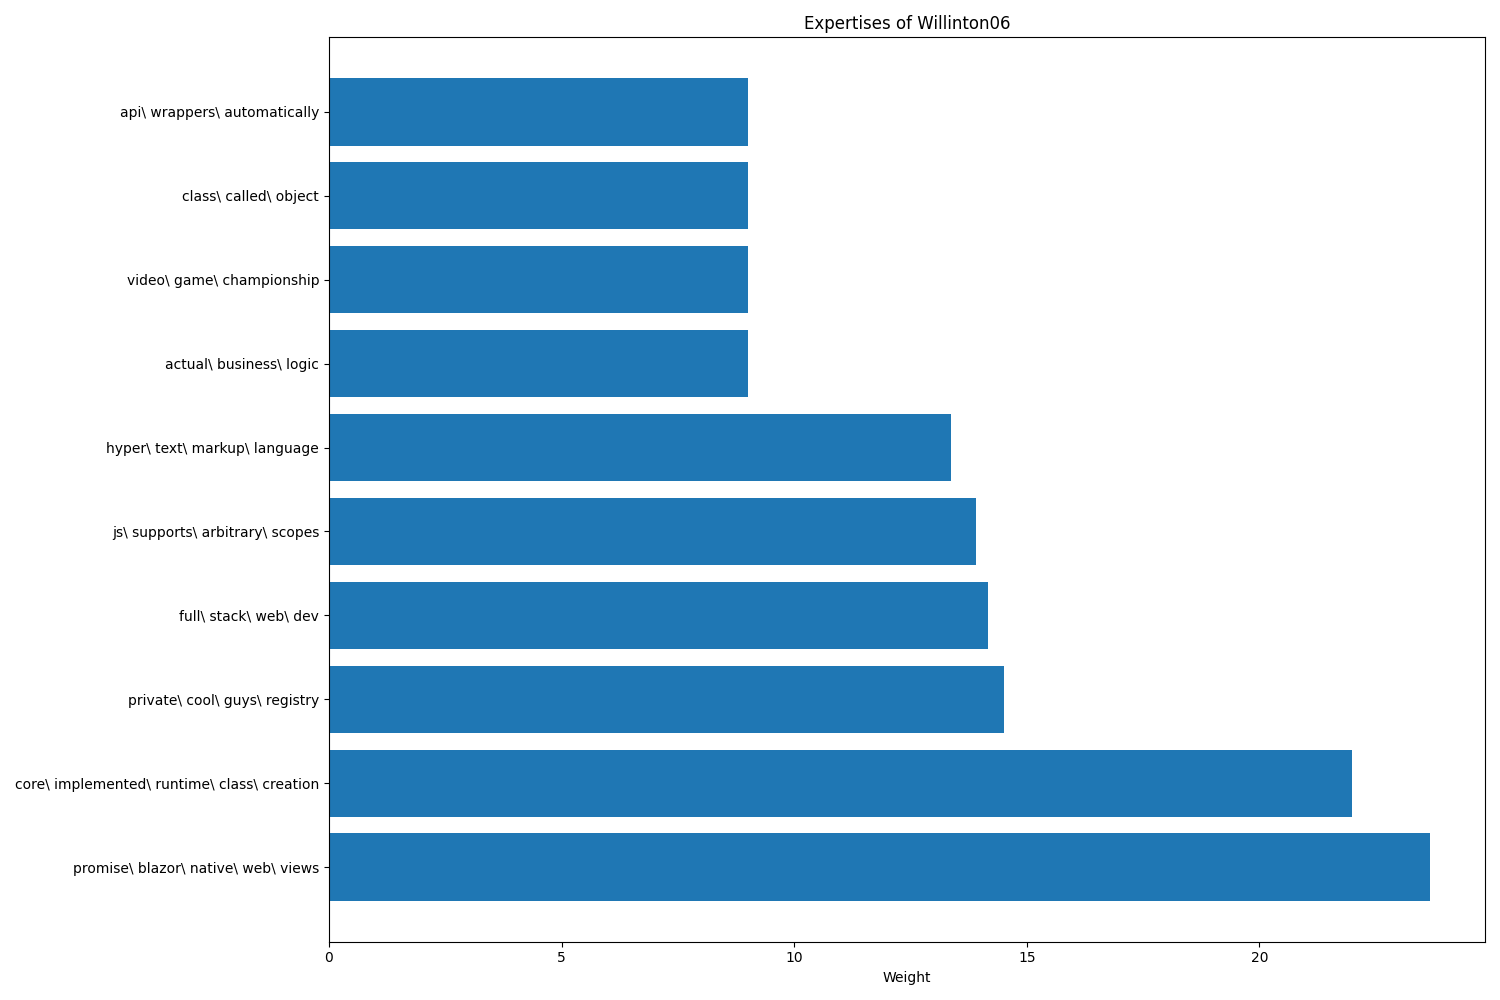 Expertises of Willinton06
api\ wrappers\ automatically
class\ called\ object
video\ game\ championship
actual\ business\ logic
hyper\ text\ markup\ language
js\ supports\ arbitrary\ scopes
full\ stack\ web\ dev
private\ cool\ guys\ registry
core\ implemented\ runtime\ class\ creation
promise\ blazor\ native\ web\ views
0 5 10 15 20
Weight